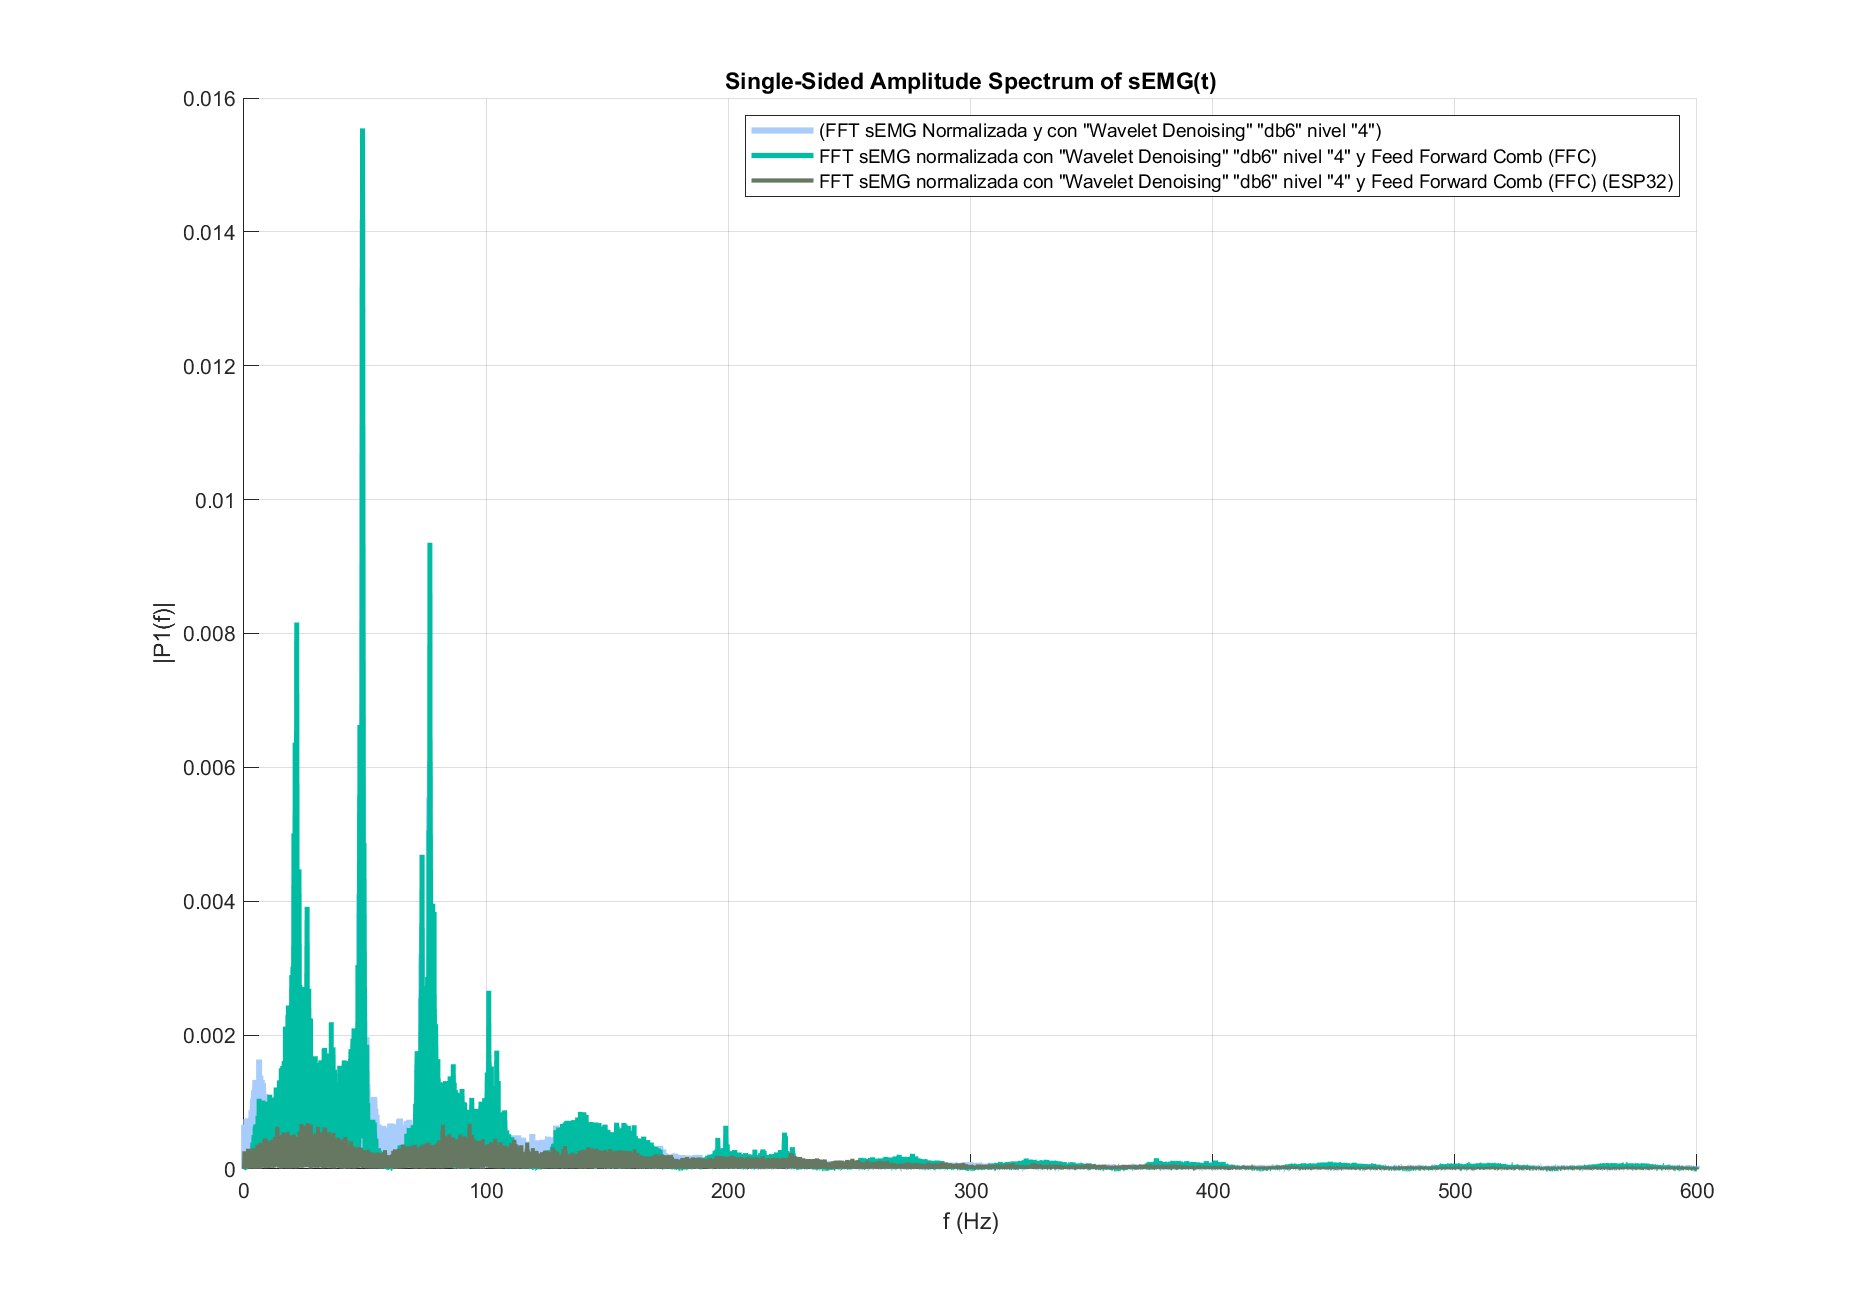 Single-Sided Amplitude Spectrum of sEMG(t)
(FFT sEMG Normalizada y con "Wavelet Denoising" "db6" nivel "4")
FFT sEMG normalizada con "Wavelet Denoising" "db6" nivel "4" y Feed Forward Comb (FFC)
FFT sEMG normalizada con "Wavelet Denoising" "db6" nivel "4" y Feed Forward Comb (FFC) (ESP32)
0.016
0.014
0.012
0.01
0.008
0.006
0.004
0.002
0
|P1(f)|
0 100 200 300 400 500 600
f (Hz)